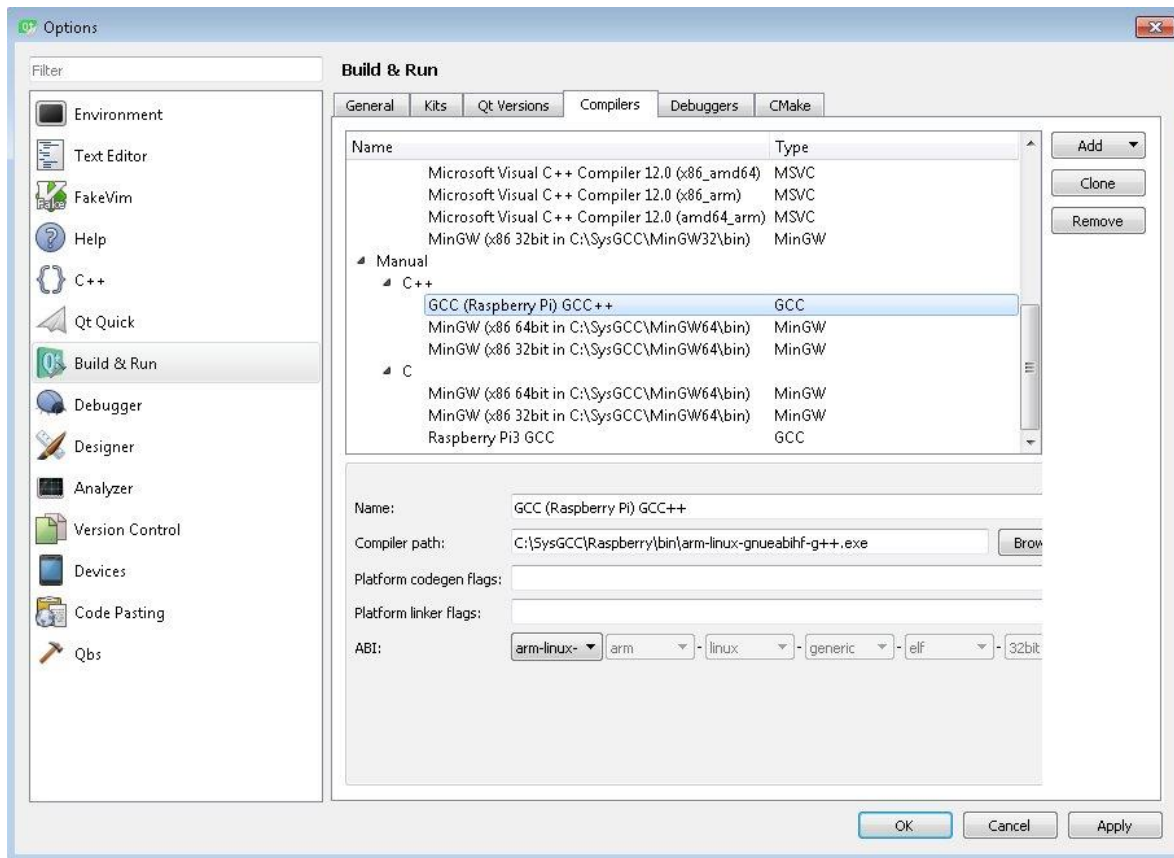 Options
Filter
Environment
Text Editor
FakeVim
Help
C++
Qt Quick
Build & Run
Debugger
Designer
Analyzer
Version Control
Devices
Code Pasting
Qbs
Build & Run
General Kits Qt Versions Compilers Debuggers CMake
Name Type
Microsoft Visual C++ Compiler 12.0 (x86_amd64) MSVC
Microsoft Visual C++ Compiler 12.0 (x86_arm) MSVC
Microsoft Visual C++ Compiler 12.0 (amd64_arm) MSVC
MinGW (x86 32bit in C:\SysGCC\MinGW32\bin) MinGW
Manual
C++
GCC (Raspberry Pi) GCC++ GCC
MinGW (x86 64bit in C:\SysGCC\MinGW64\bin) MinGW
MinGW (x86 32bit in C:\SysGCC\MinGW64\bin) MinGW
C
MinGW (x86 64bit in C:\SysGCC\MinGW64\bin) MinGW
MinGW (x86 32bit in C:\SysGCC\MinGW64\bin) MinGW
Raspberry Pi3 GCC GCC
Add
Clone
Remove
Name: GCC (Raspberry Pi) GCC++
Compiler path: C:\SysGCC\Raspberry\bin\arm-linux-gnueabihf-g++.exe Brow
Platform codegen flags:
Platform linker flags:
ABI: arm-linux- arm - linux - generic - elf - 32bit
OK Cancel Apply